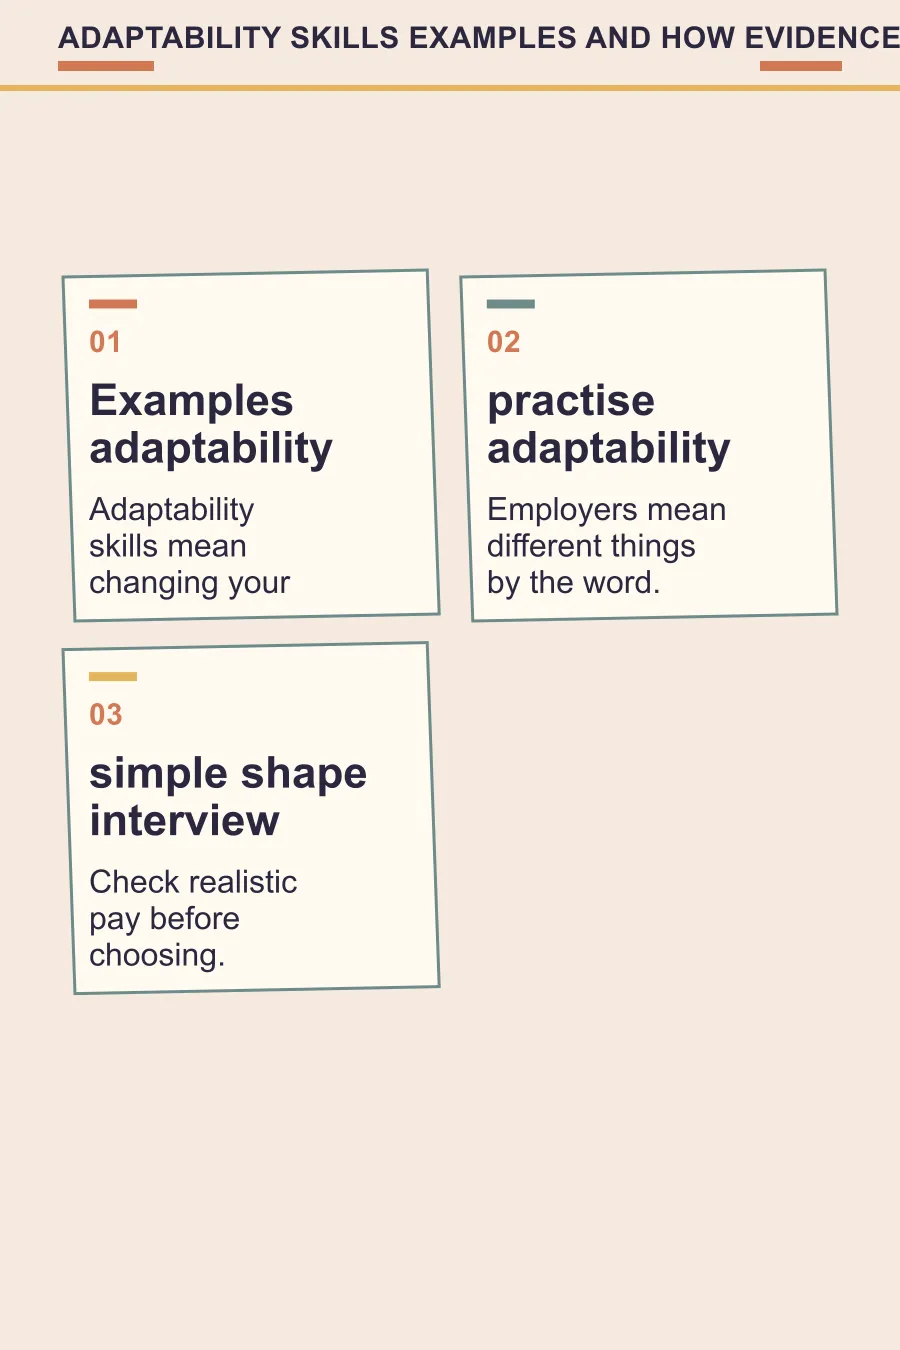 ADAPTABILITY SKILLS EXAMPLES AND HOW EVIDENCE
01
Examples
adaptability
Adaptability
skills mean
changing your
02
practise
adaptability
Employers mean
different things
by the word.
03
simple shape
interview
Check realistic
pay before
choosing.